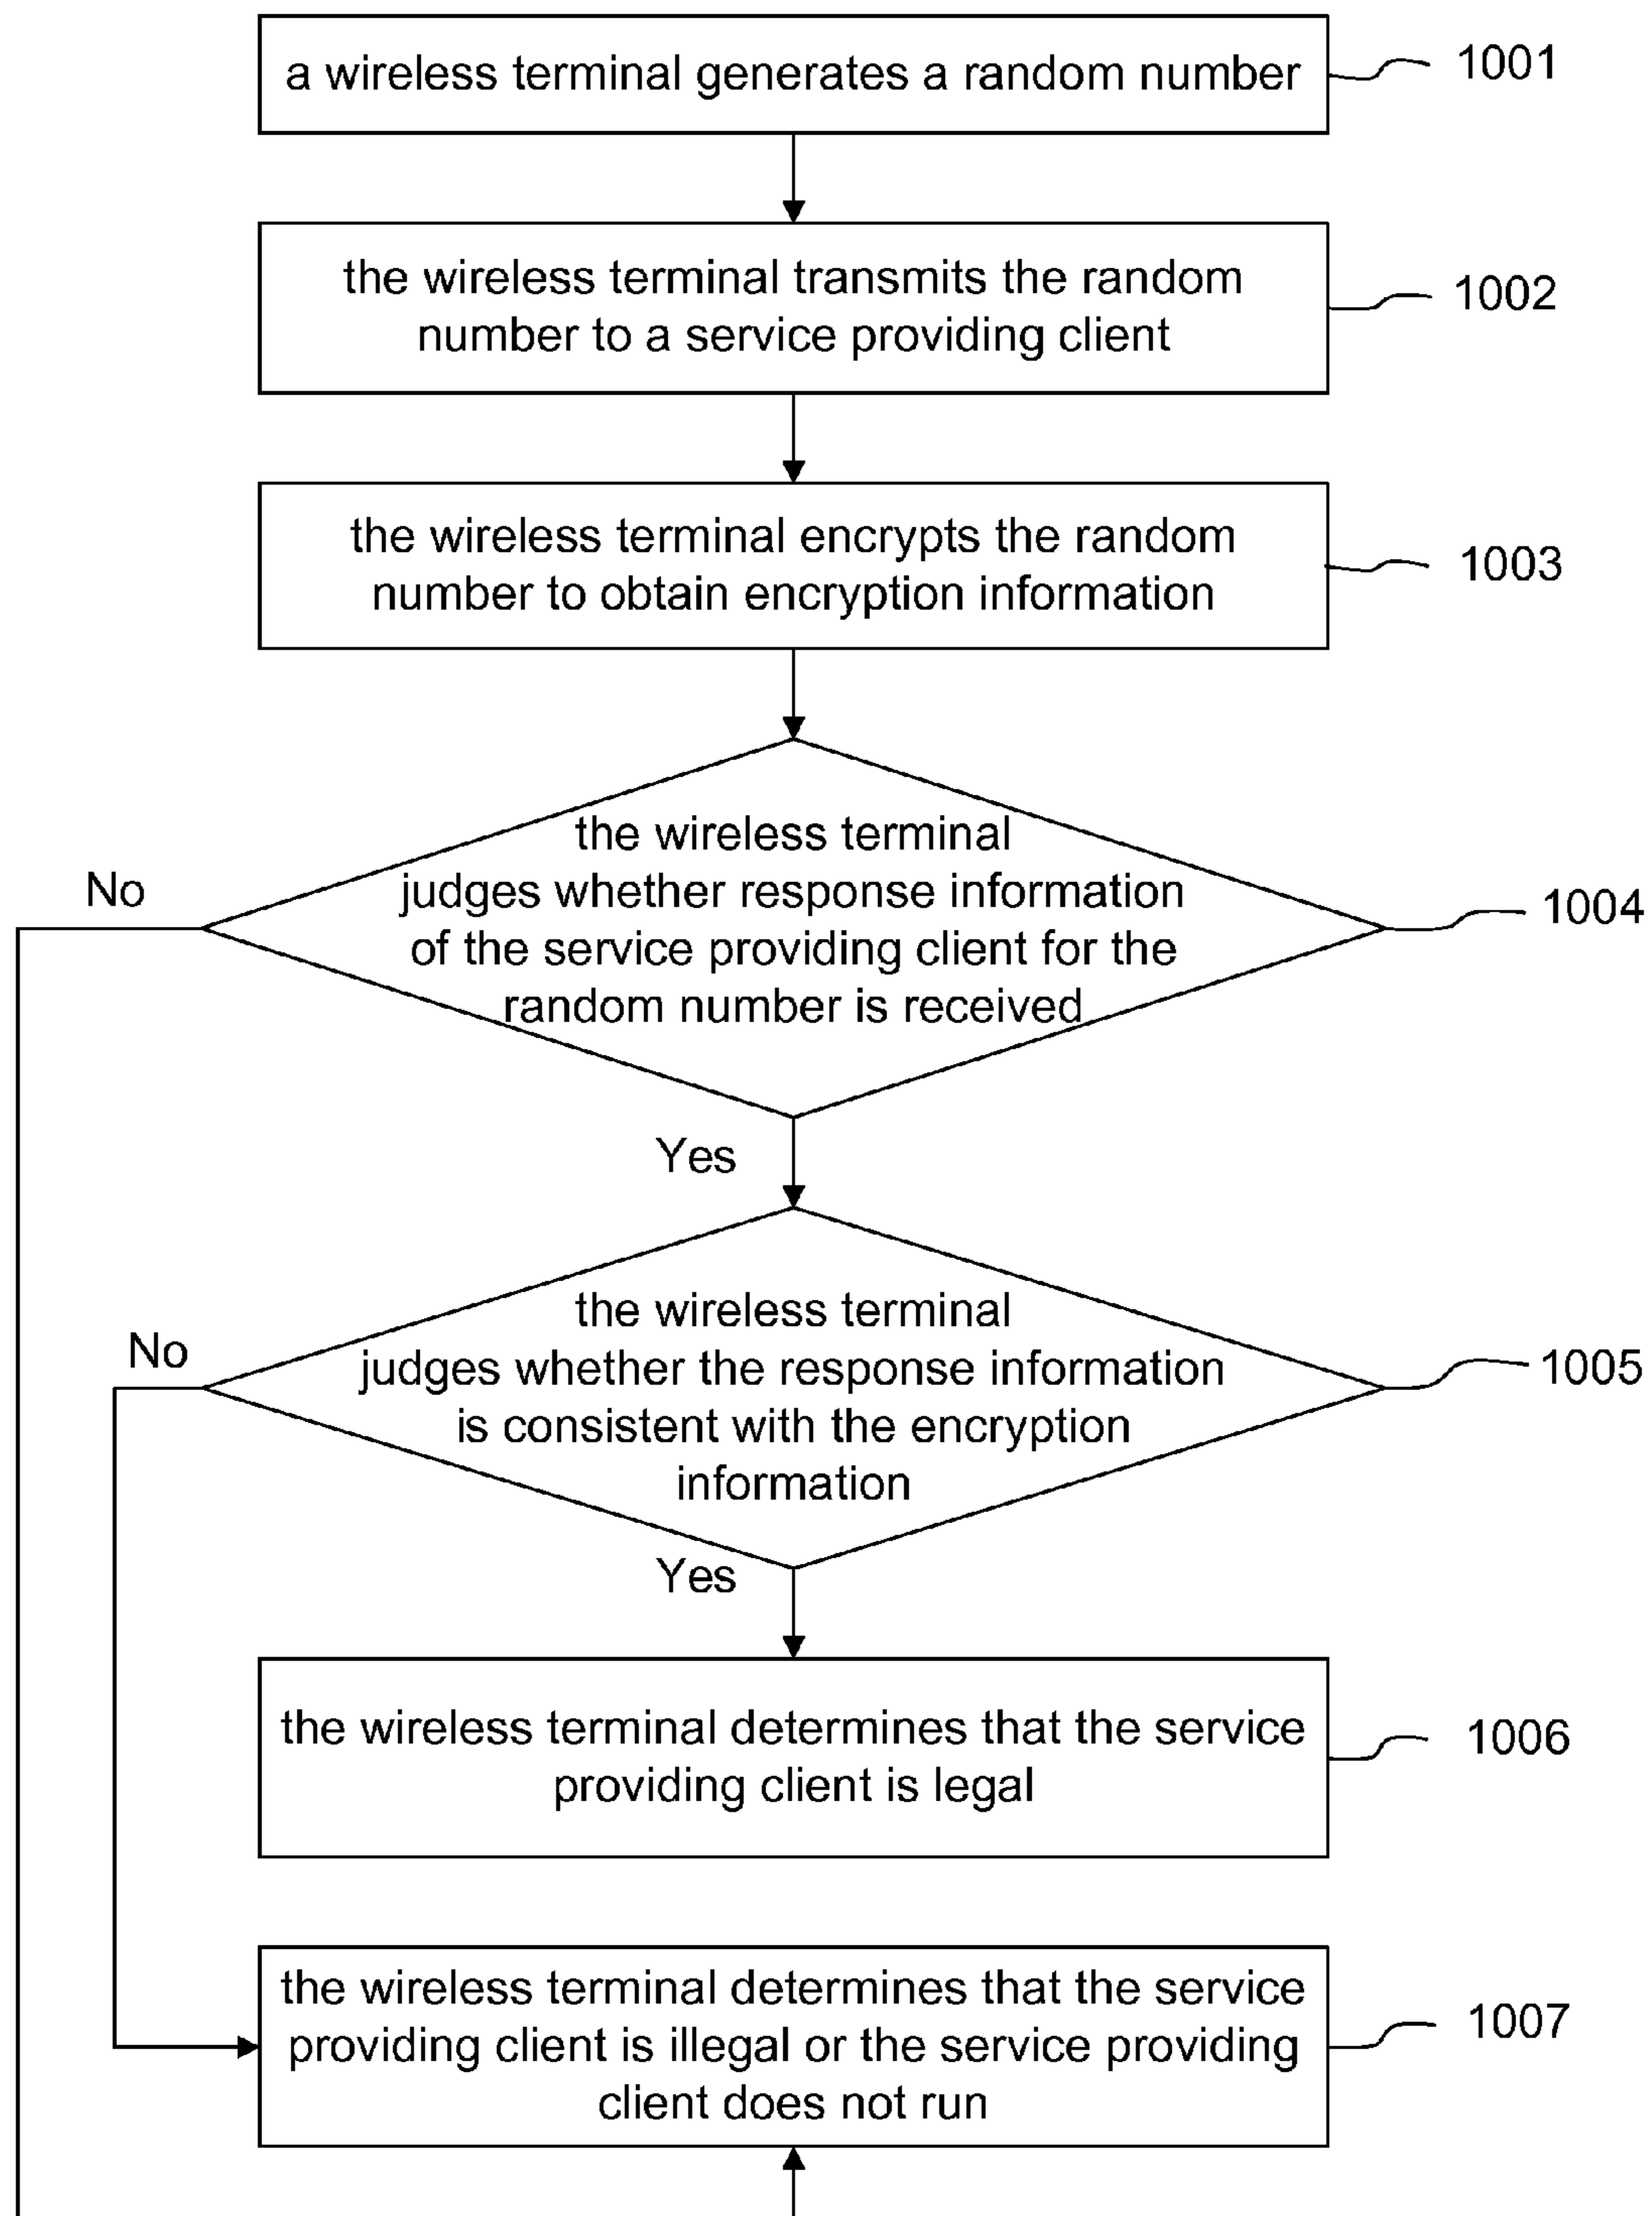 a wireless terminal generates a random number
1001
the wireless terminal transmits the random
number to a service providing client
1002
the wireless terminal encrypts the random
number to obtain encryption information
1003
the wireless terminal
judges whether response information
of the service providing client for the
random number is received
No
1004
Yes
the wireless terminal
judges whether the response information
is consistent with the encryption
information
No
1005
Yes
the wireless terminal determines that the service
providing client is legal
1006
the wireless terminal determines that the service
providing client is illegal or the service providing
client does not run
1007